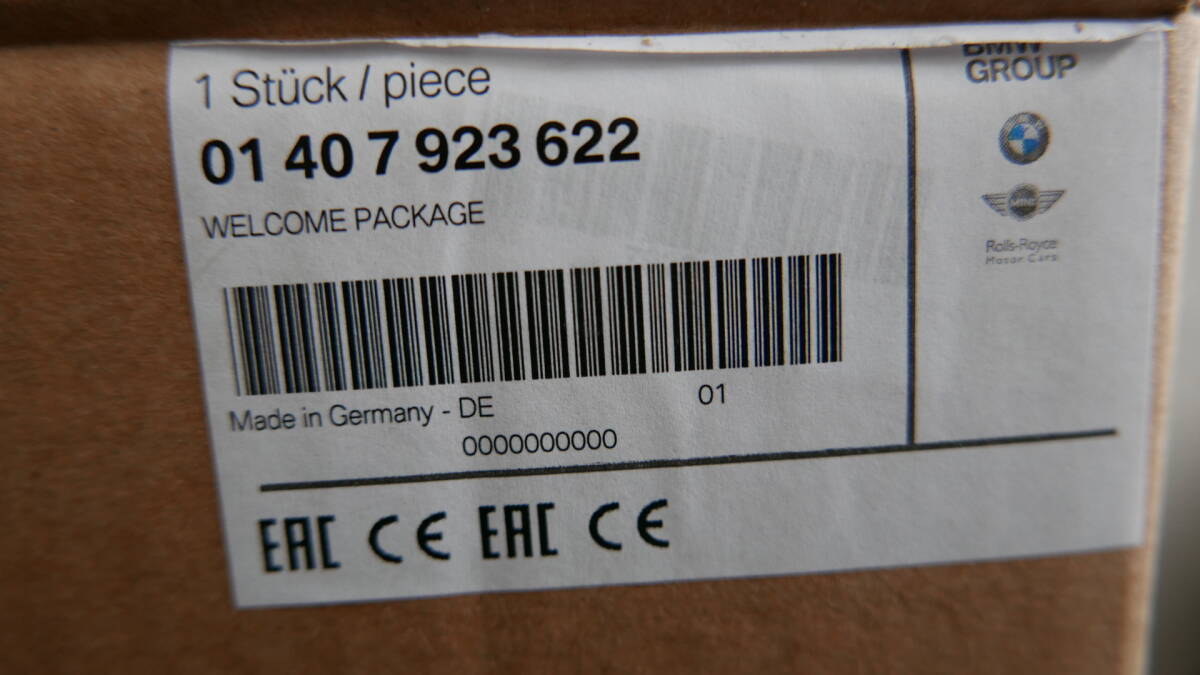 1 Stück / piece
01 40 7 923 622
WELCOME PACKAGE
Made in Germany - DE
01
0000000000
EAC CE EAC CE
BMW
GROUP
MINI
Rolls-Royce
Motor Cars